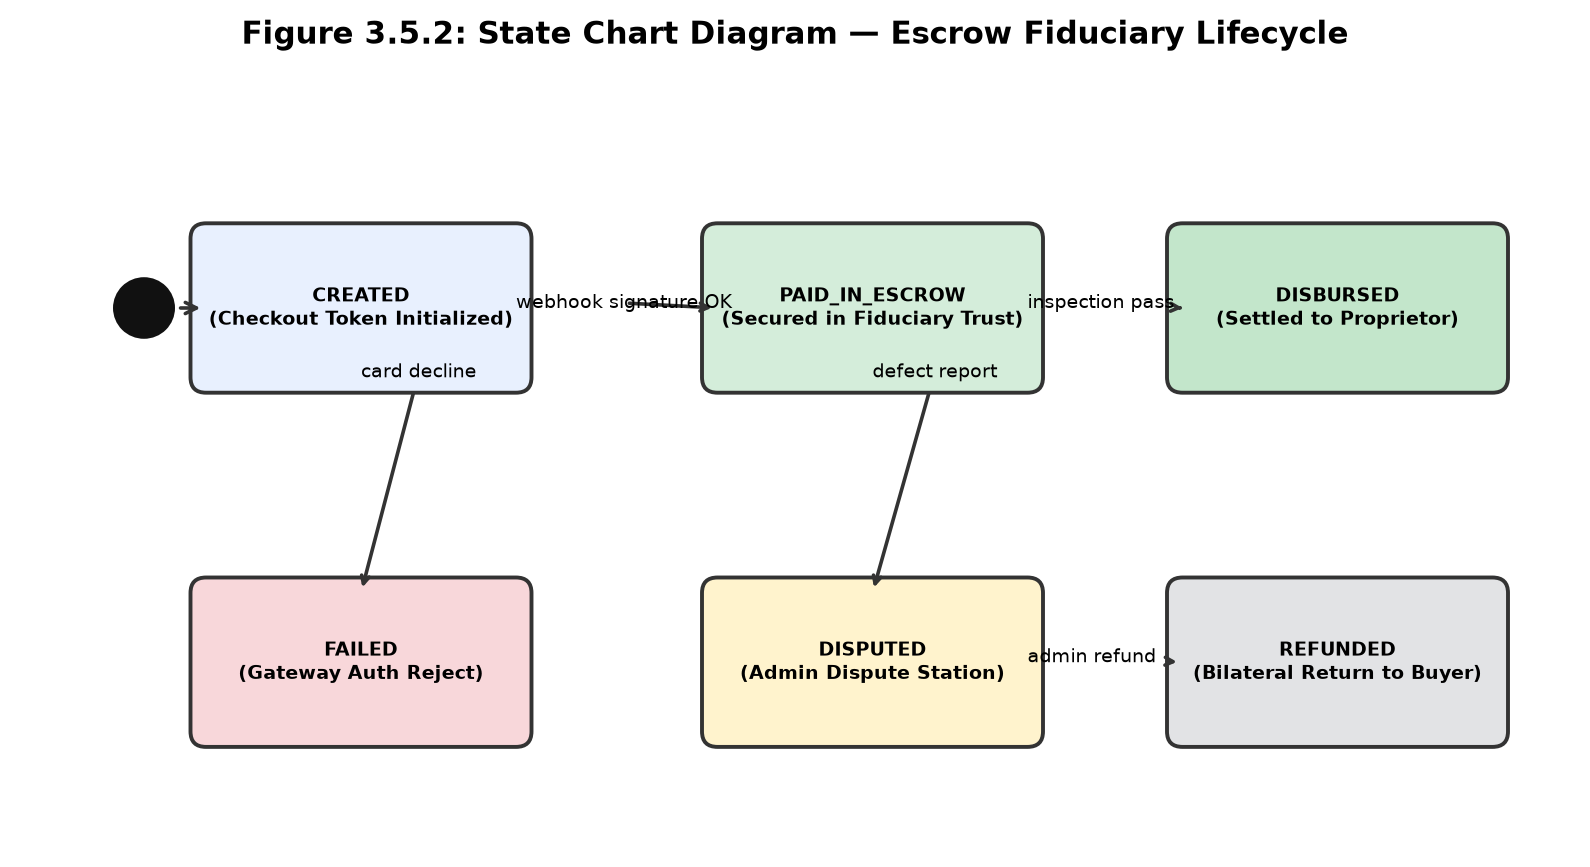 Figure 3.5.2: State Chart Diagram — Escrow Fiduciary Lifecycle
CREATED
(Checkout Token Initialized)
webhook signature OK
PAID_IN_ESCROW
(Secured in Fiduciary Trust)
inspection pass
DISBURSED
(Settled to Proprietor)
card decline
defect report
FAILED
(Gateway Auth Reject)
DISPUTED
(Admin Dispute Station)
admin refund
REFUNDED
(Bilateral Return to Buyer)